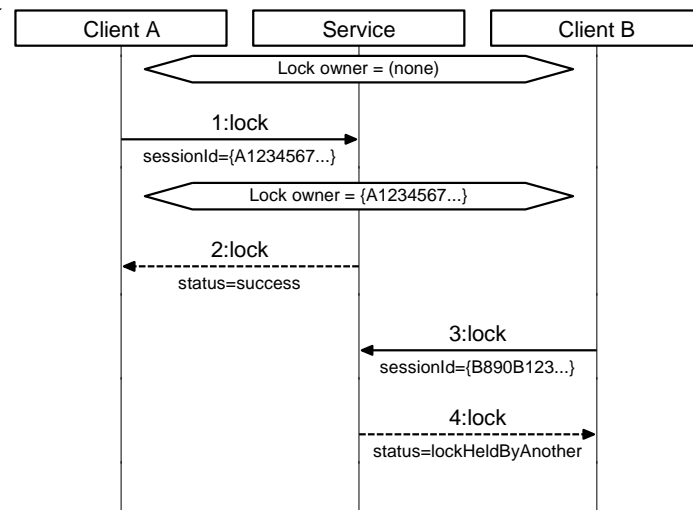 Client A
Service
Client B
Lock owner = (none)
1:lock
sessionId={A1234567...}
Lock owner = {A1234567...}
2:lock
status=success
3:lock
sessionId={B890B123...}
4:lock
status=lockHeldByAnother